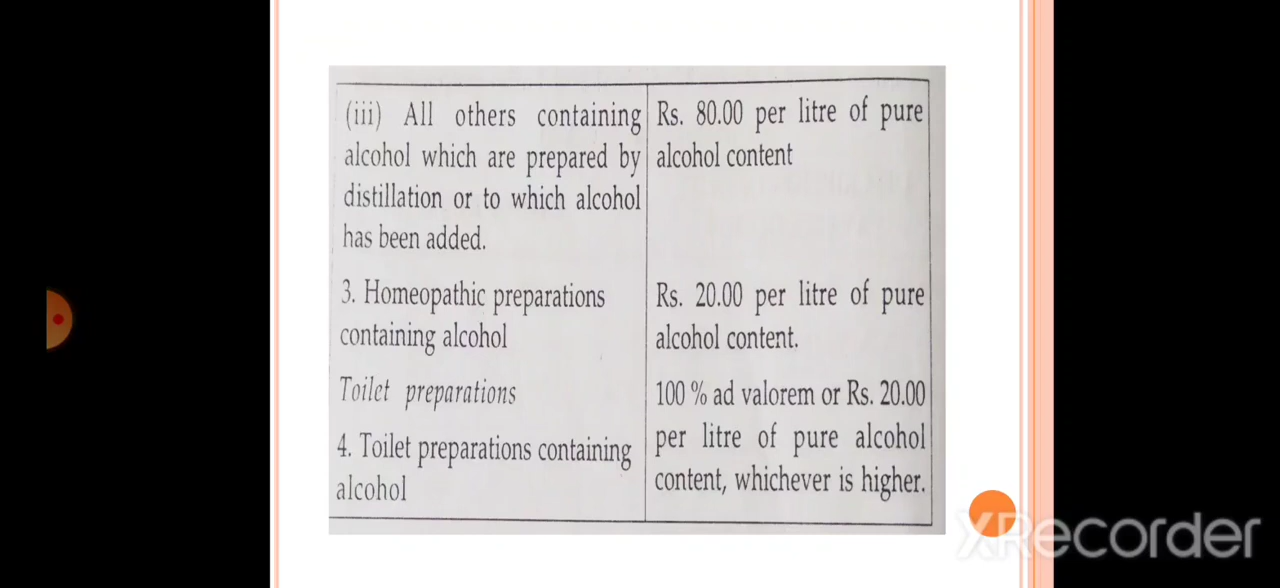 (iii) All others containing
alcohol which are prepared by
distillation or to which alcohol
has been added.
Rs. 80.00 per litre of pure
alcohol content
3. Homeopathic preparations
containing alcohol
Rs. 20.00 per litre of pure
alcohol content.
Toilet preparations
4. Toilet preparations containing
alcohol
100 % ad valorem or Rs. 20.00
per litre of pure alcohol
content, whichever is higher.
XRecorder